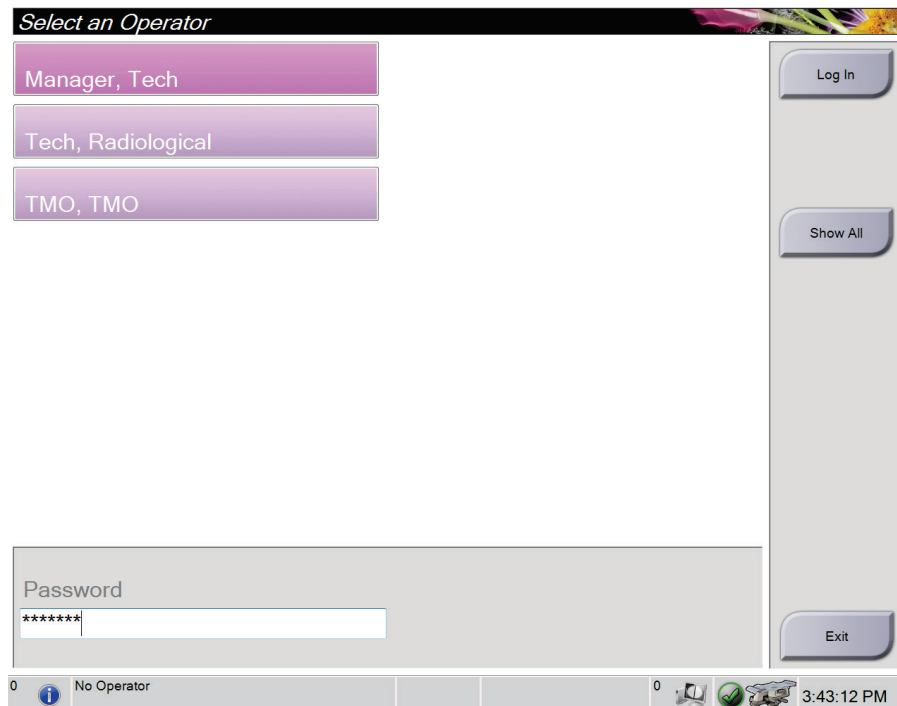 Select an Operator
Manager, Tech
Log In
Tech, Radiological
TMO, TMO
Show All
Password
*******
Exit
0
No Operator
0
3:43:12 PM